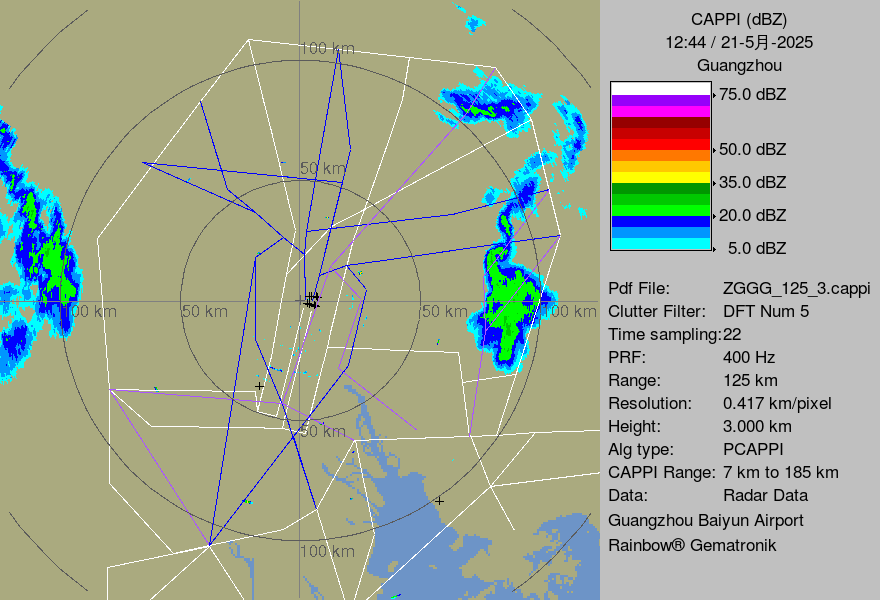 CAPPI (dBZ)
12:44 / 21-5月-2025
Guangzhou
75.0 dBZ
50.0 dBZ
35.0 dBZ
20.0 dBZ
5.0 dBZ
Pdf File: ZGGG_125_3.cappi
Clutter Filter: DFT Num 5
Time sampling:22
PRF: 400 Hz
Range: 125 km
Resolution: 0.417 km/pixel
Height: 3.000 km
Alg type: PCAPPI
CAPPI Range: 7 km to 185 km
Data: Radar Data
Guangzhou Baiyun Airport
Rainbow® Gematronik
100 km
50 km
100 km
50 km
50 km
100 km
50 km
100 km